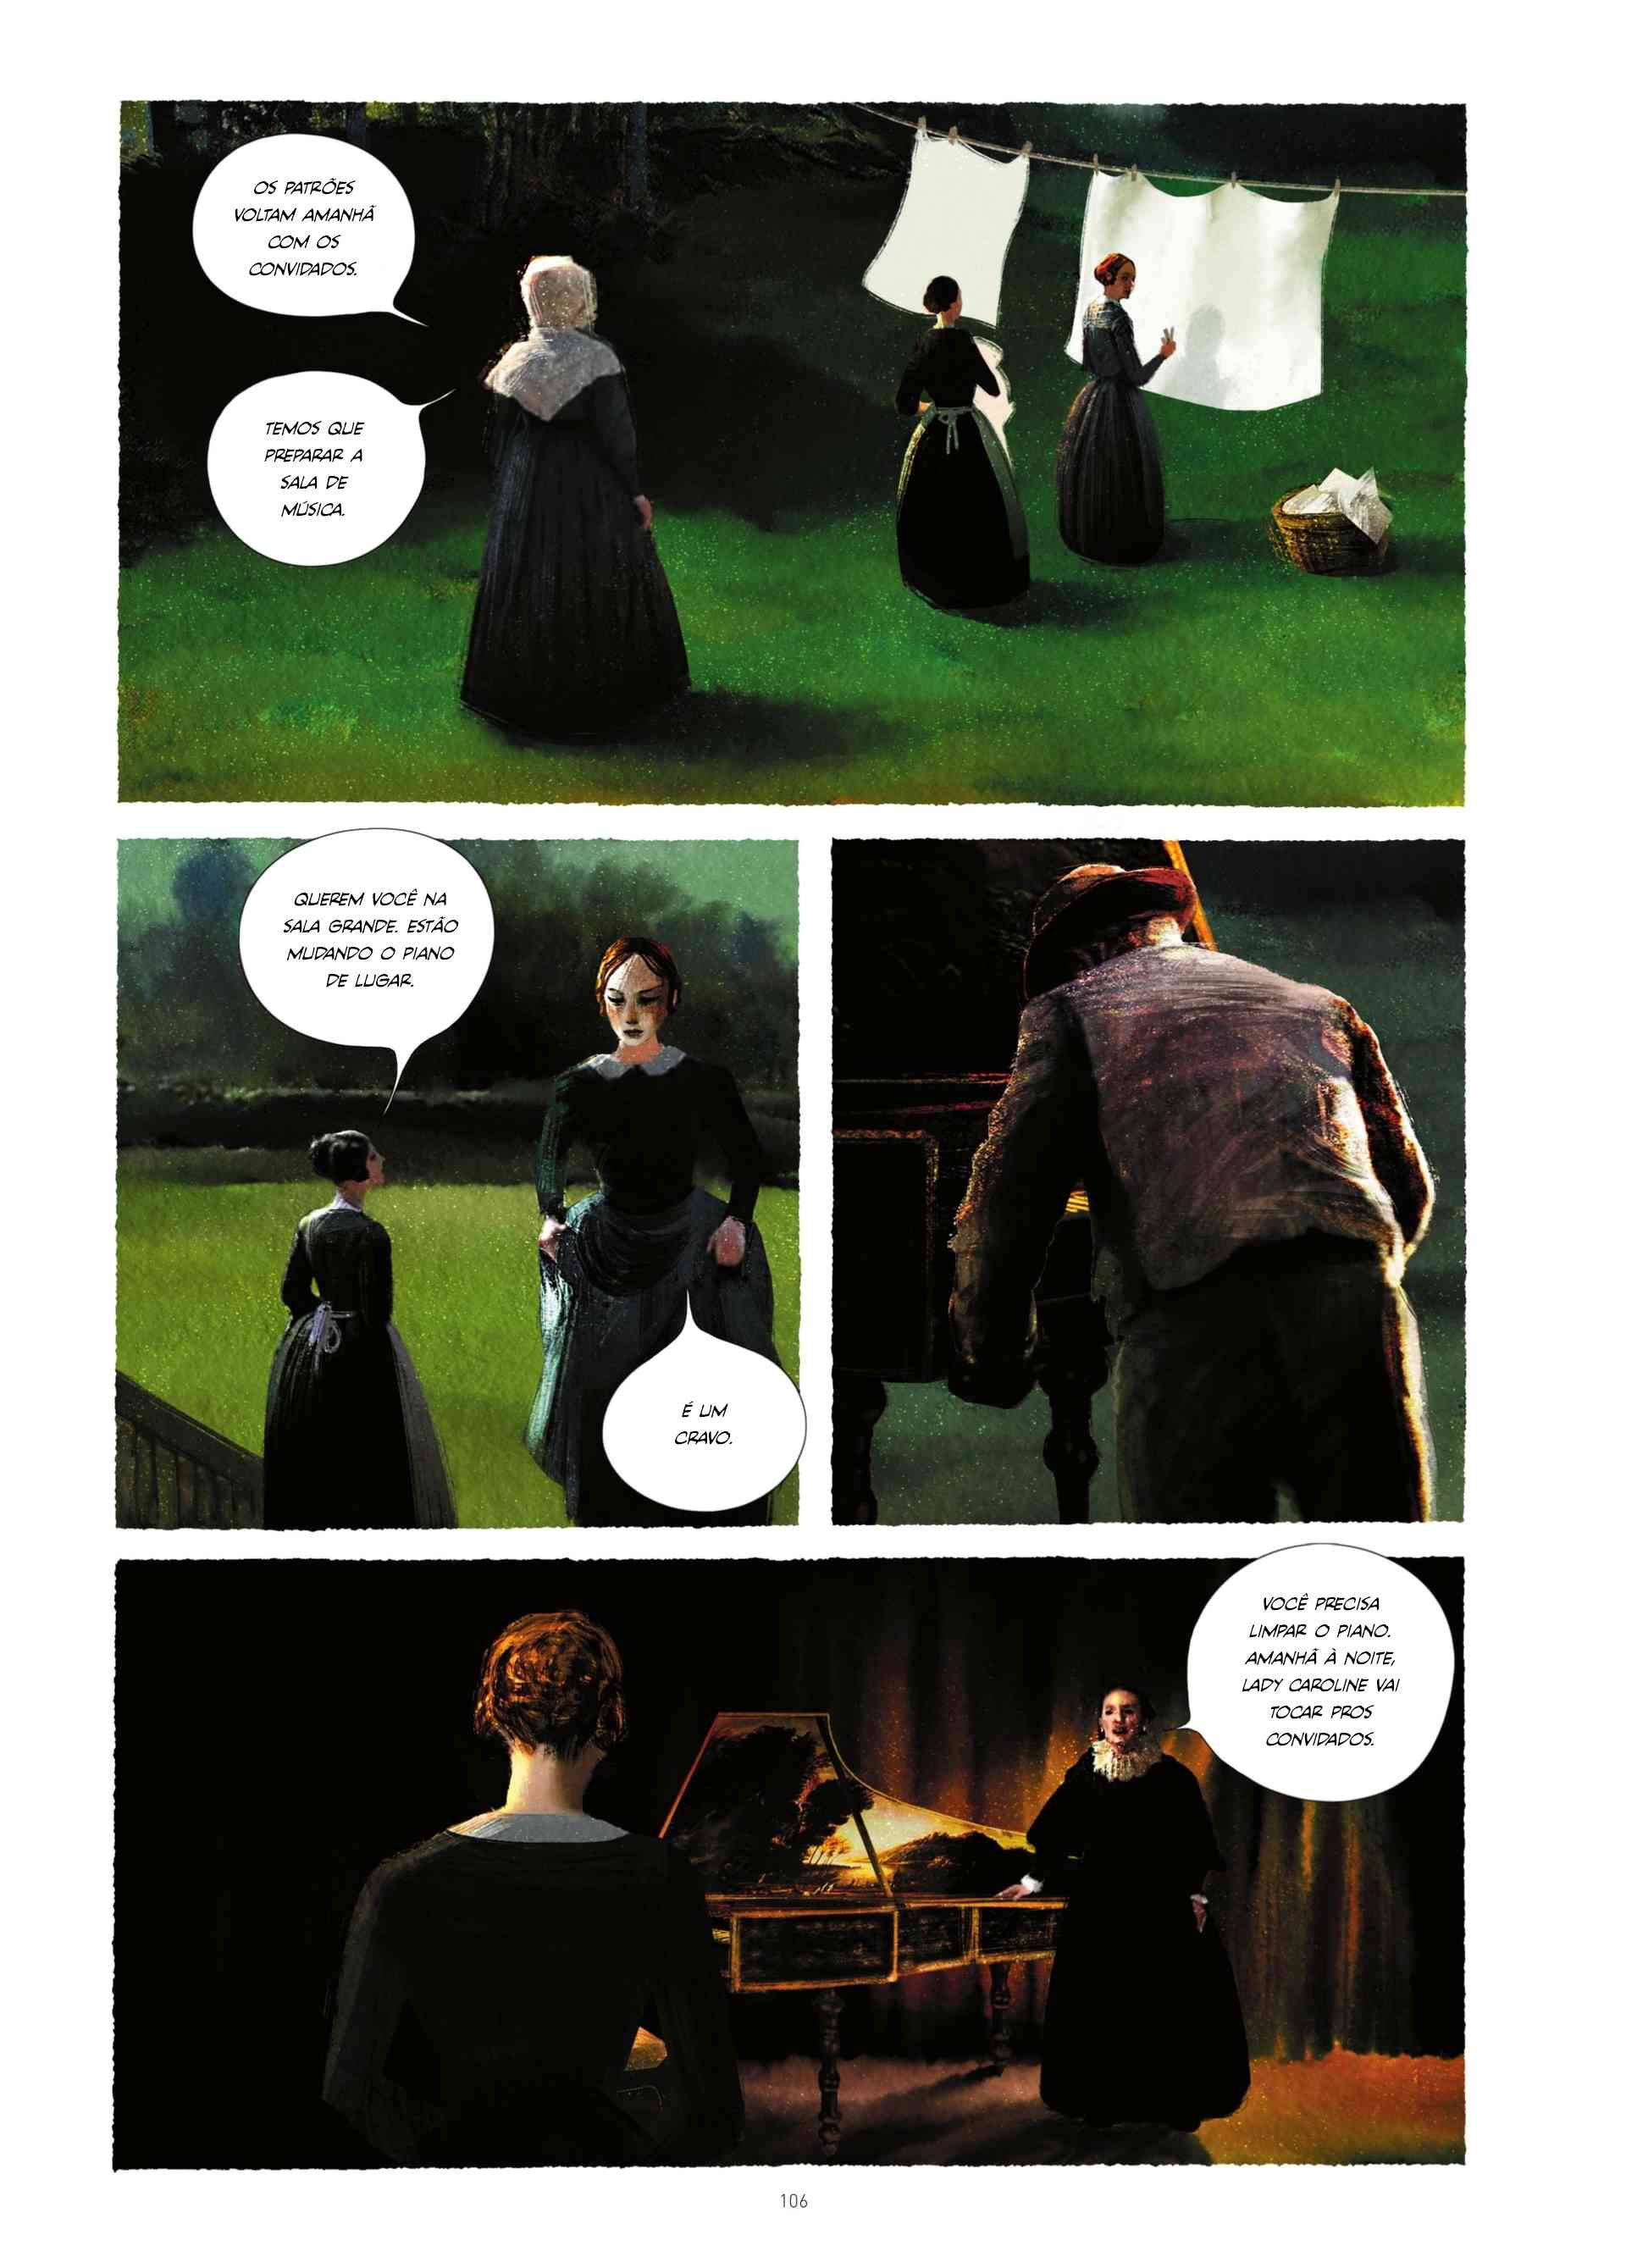 OS PATRÕES
VOLTAM AMANHÃ
COM OS
CONVIDADOS.
TEMOS QUE
PREPARAR A
SALA DE
MÚSICA.
QUEREM VOCÊ NA
SALA GRANDE. ESTÃO
MUDANDO O PIANO
DE LUGAR.
É UM
CRAVO.
VOCÊ PRECISA
LIMPAR O PIANO.
AMANHÃ À NOITE,
LADY CAROLINE VAI
TOCAR PROS
CONVIDADOS.
106